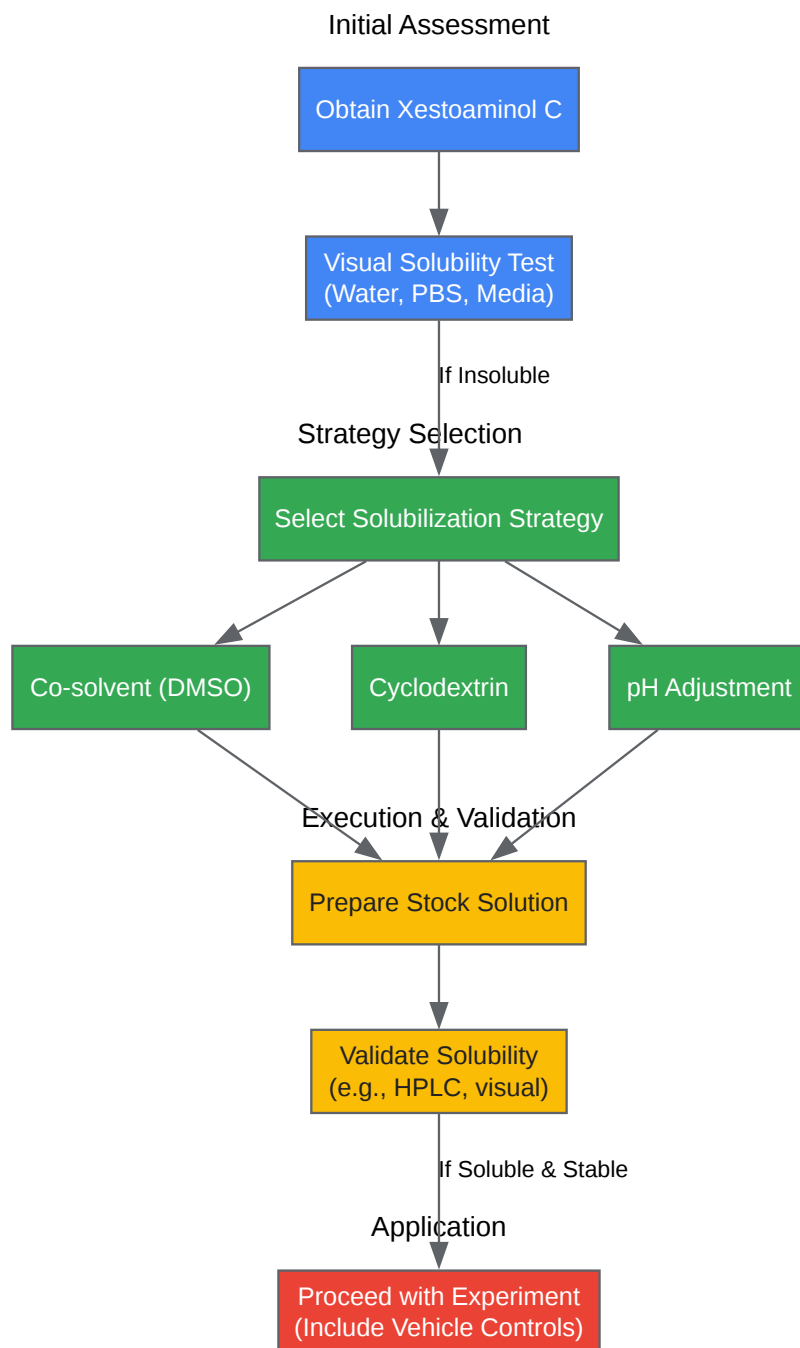 Initial Assessment
Obtain Xestoaminol C
Visual Solubility Test
(Water, PBS, Media)
If Insoluble
Strategy Selection
Select Solubilization Strategy
Co-solvent (DMSO)
Cyclodextrin
pH Adjustment
Execution & Validation
Prepare Stock Solution
Validate Solubility
(e.g., HPLC, visual)
If Soluble & Stable
Application
Proceed with Experiment
(Include Vehicle Controls)